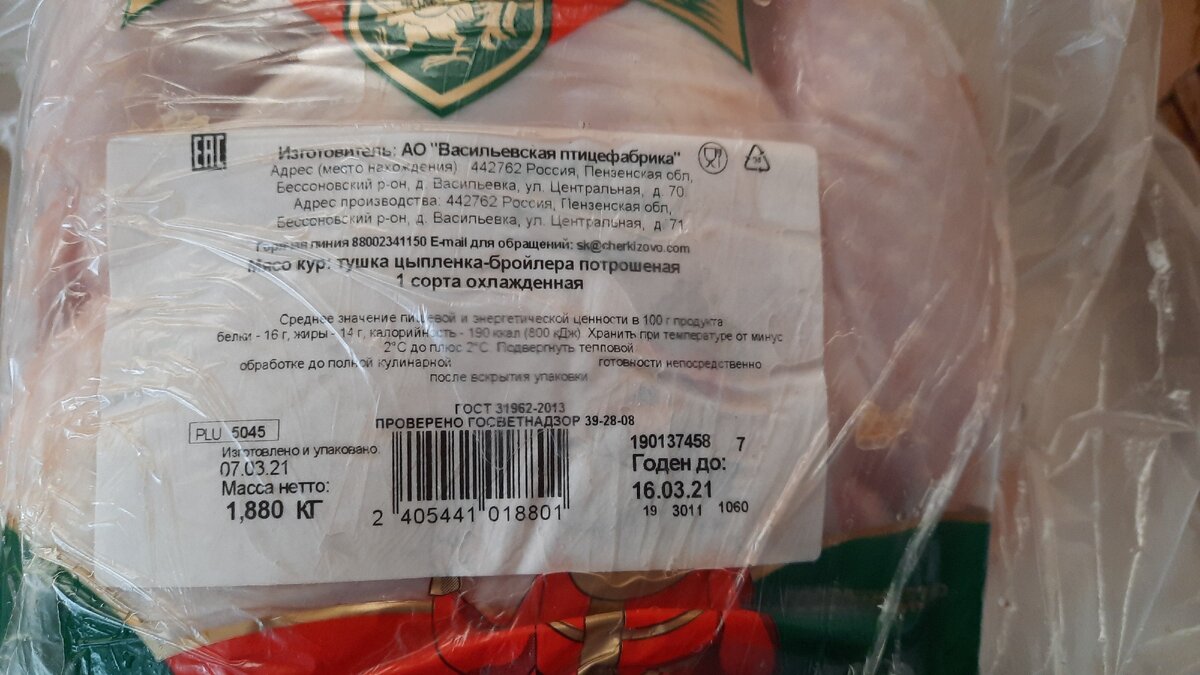 ЕАС
Изготовитель: АО "Васильевская птицефабрика"
Адрес (место нахождения) 442762 Россия, Пензенская обл,
Бессоновский р-он, д. Васильевка, ул. Центральная, д. 70
Адрес производства: 442762 Россия, Пензенская обл,
Бессоновский р-он, д. Васильевка, ул. Центральная, д. 71
Горячая линия 88002341150 E-mail для обращений: sk@cherkizovo.com
Мясо кур: тушка цыпленка-бройлера потрошеная
1 сорта охлажденная
Среднее значение пищевой и энергетической ценности в 100 г продукта
белки - 16 г, жиры - 14 г, калорийность - 190 ккал (800 кДж) Хранить при температуре от минус
2°С до плюс 2°С. Подвергнуть тепловой
обработке до полной кулинарной готовности непосредственно
после вскрытия упаковки
ГОСТ 31962-2013
ПРОВЕРЕНО ГОСВЕТНАДЗОР 39-28-08
PLU 5045
Изготовлено и упаковано
07.03.21
Масса нетто:
1,880 КГ
2 405441 018801
190137458 7
Годен до:
16.03.21
19 3011 1060